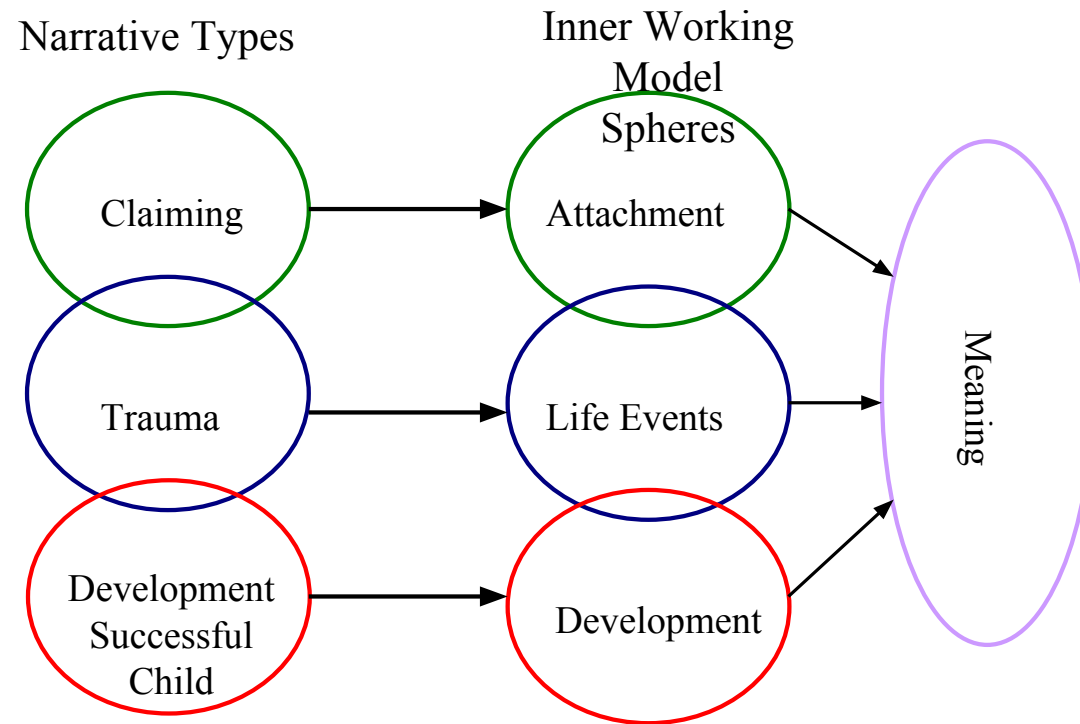 Narrative Types
Inner Working
Model
Spheres
Claiming
Attachment
Trauma
Life Events
Meaning
Development
Successful
Child
Development